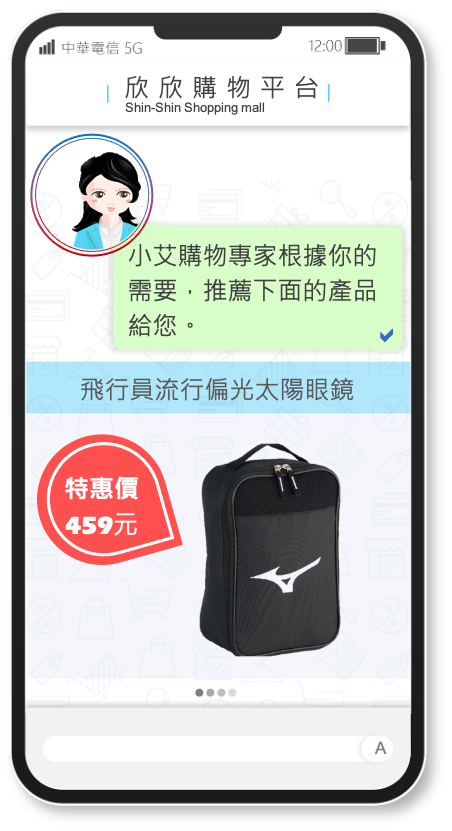 中華電信 5G
12:00
欣欣購物平台
Shin-Shin Shopping mall
小艾購物專家根據你的
需要，推薦下面的產品
給您。
飛行員流行偏光太陽眼鏡
特惠價
459元
A